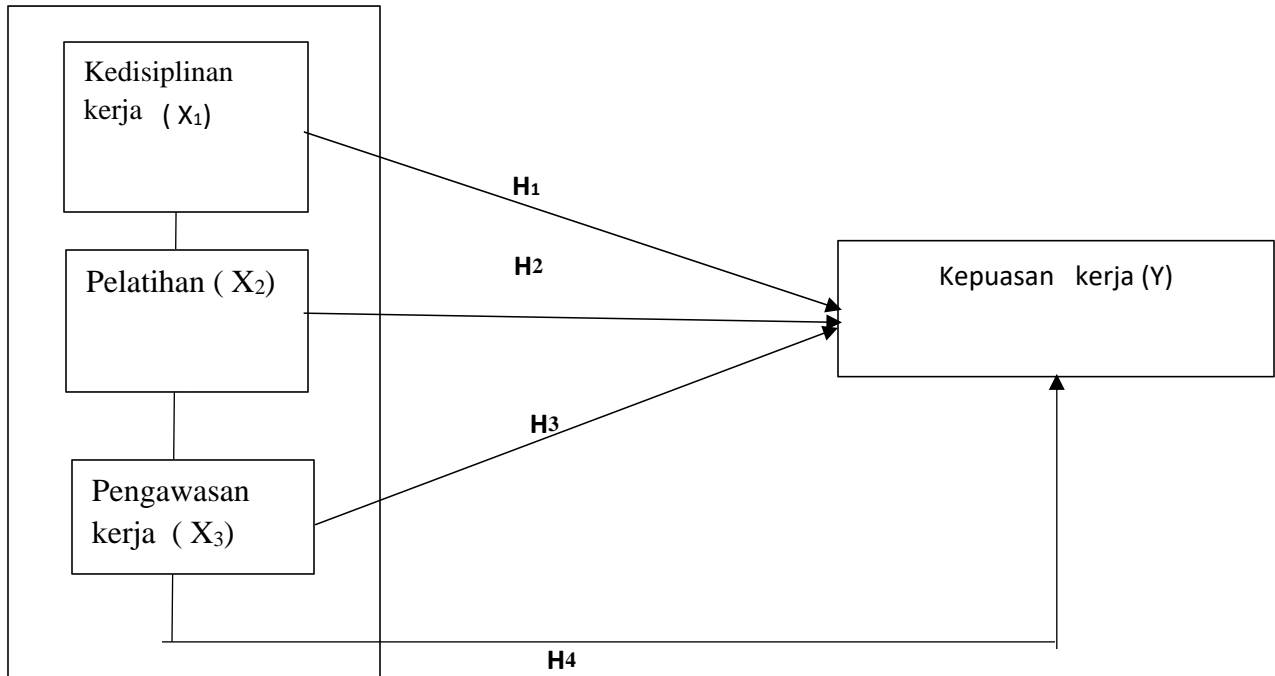 Kedisiplinan
kerja ( X₁)
H₁
H2
Pelatihan ( X₂)
Kepuasan kerja (Y)
H3
Pengawasan
kerja ( X₃)
H4